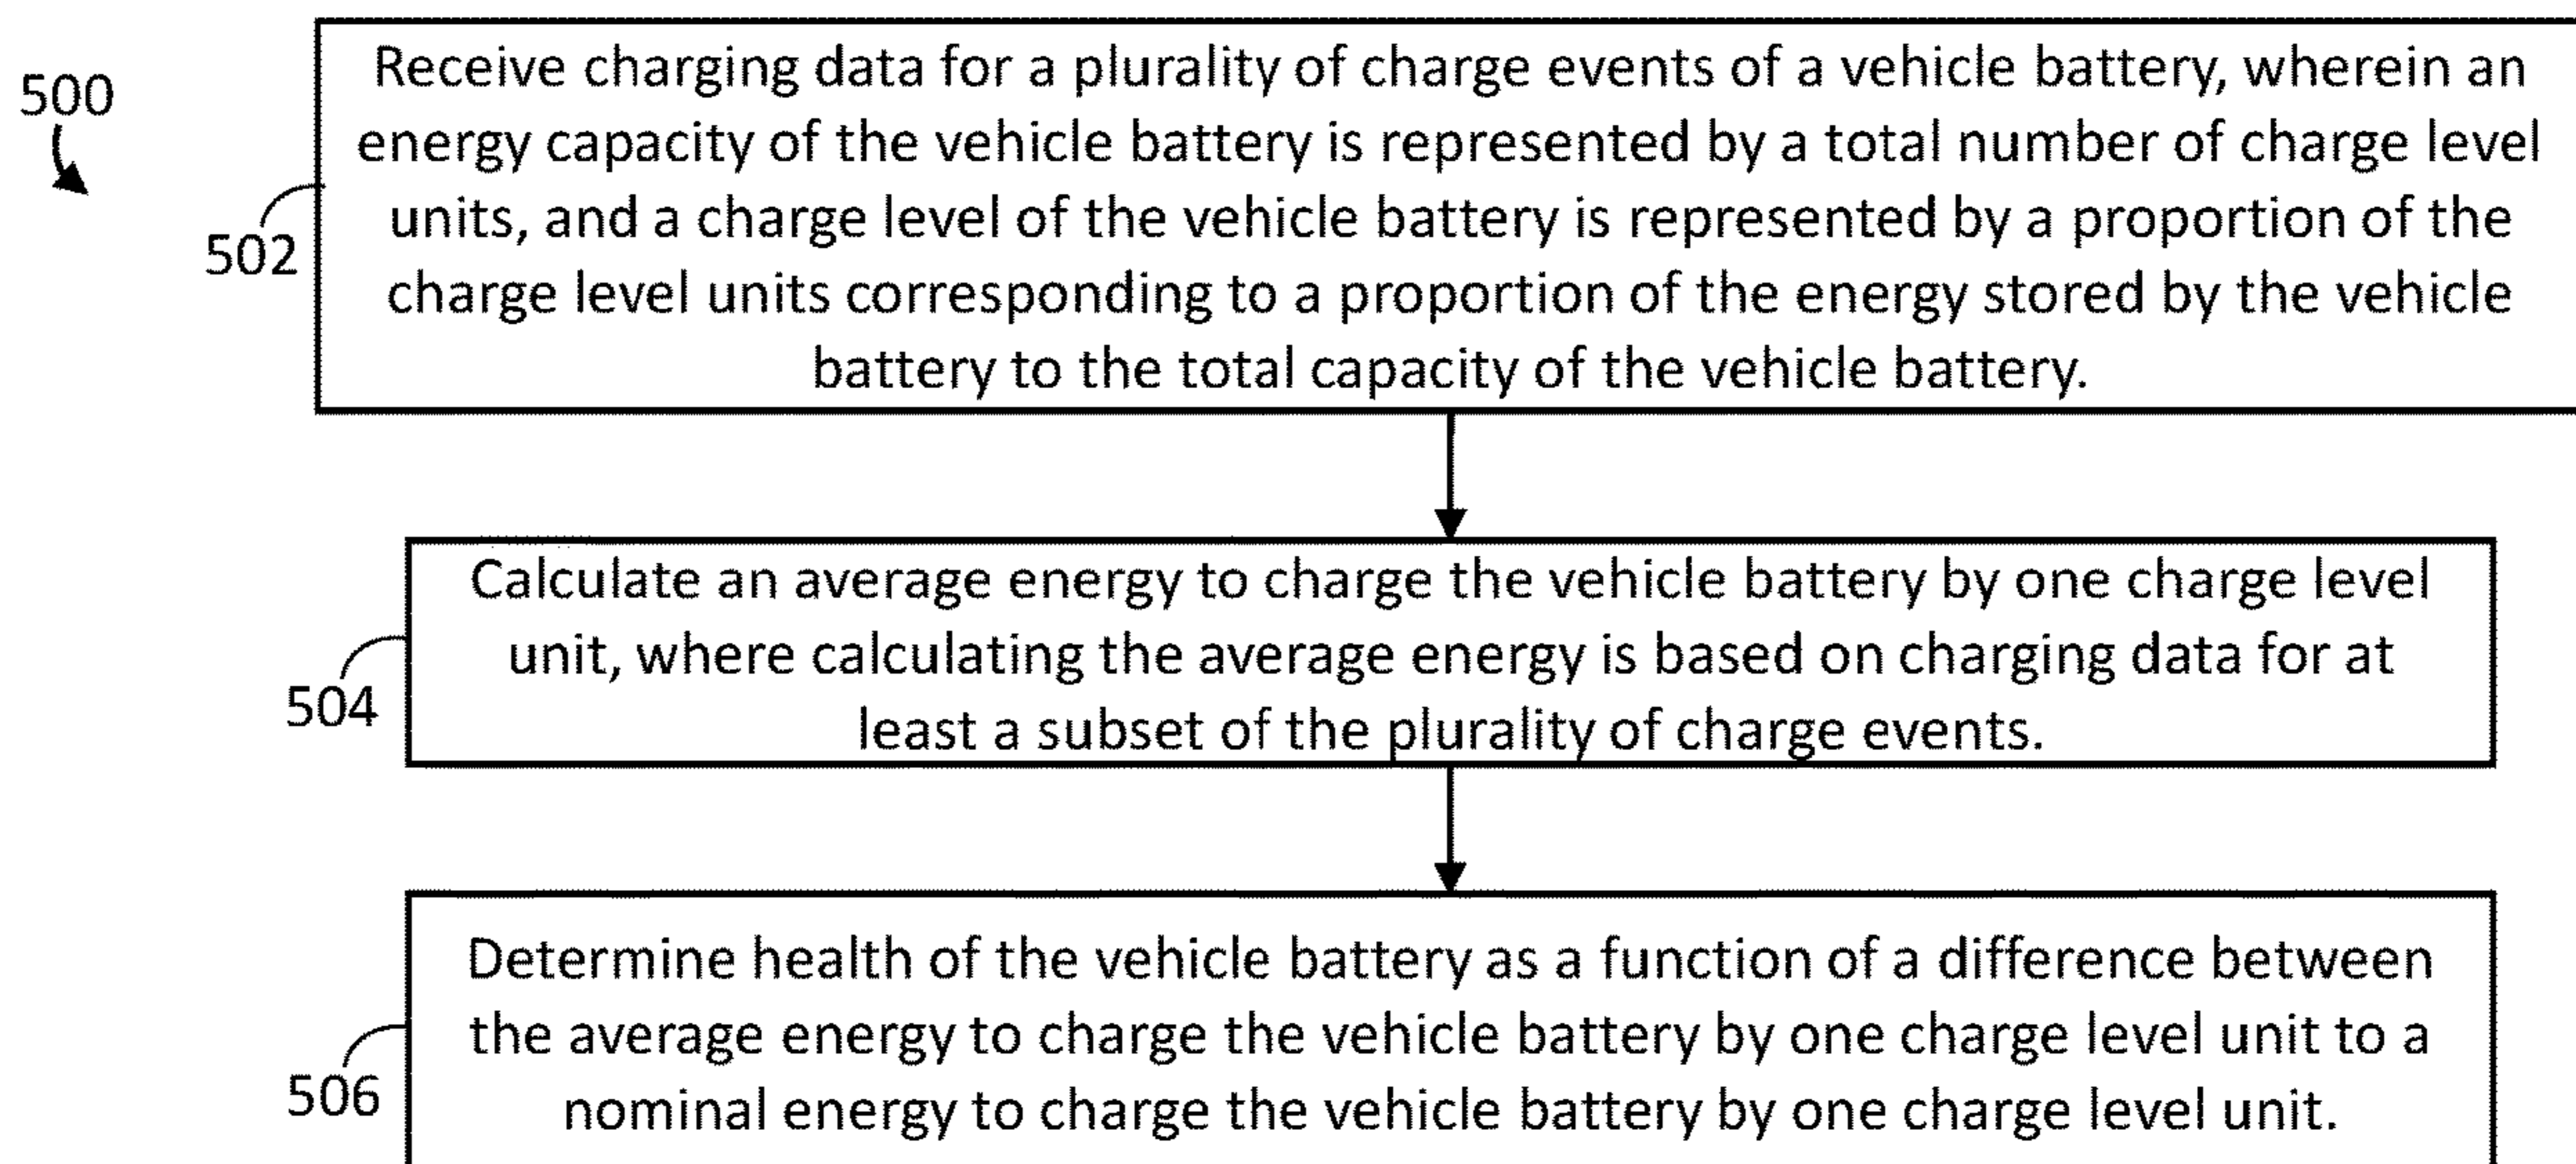 500
Receive charging data for a plurality of charge events of a vehicle battery, wherein an
energy capacity of the vehicle battery is represented by a total number of charge level
units, and a charge level of the vehicle battery is represented by a proportion of the
charge level units corresponding to a proportion of the energy stored by the vehicle
battery to the total capacity of the vehicle battery.
502
Calculate an average energy to charge the vehicle battery by one charge level
unit, where calculating the average energy is based on charging data for at
least a subset of the plurality of charge events.
504
Determine health of the vehicle battery as a function of a difference between
the average energy to charge the vehicle battery by one charge level unit to a
nominal energy to charge the vehicle battery by one charge level unit.
506